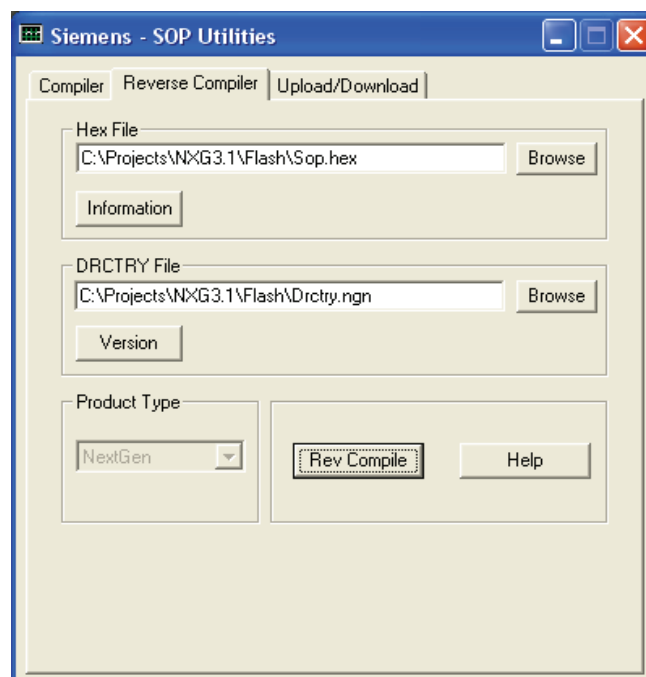 Siemens - SOP Utilities
Compiler Reverse Compiler Upload/Download
Hex File
C:\Projects\NXG3.1\Flash\Sop.hex Browse
Information
DRCTRY File
C:\Projects\NXG3.1\Flash\Drctry.ngn Browse
Version
Product Type
NextGen Rev Compile Help